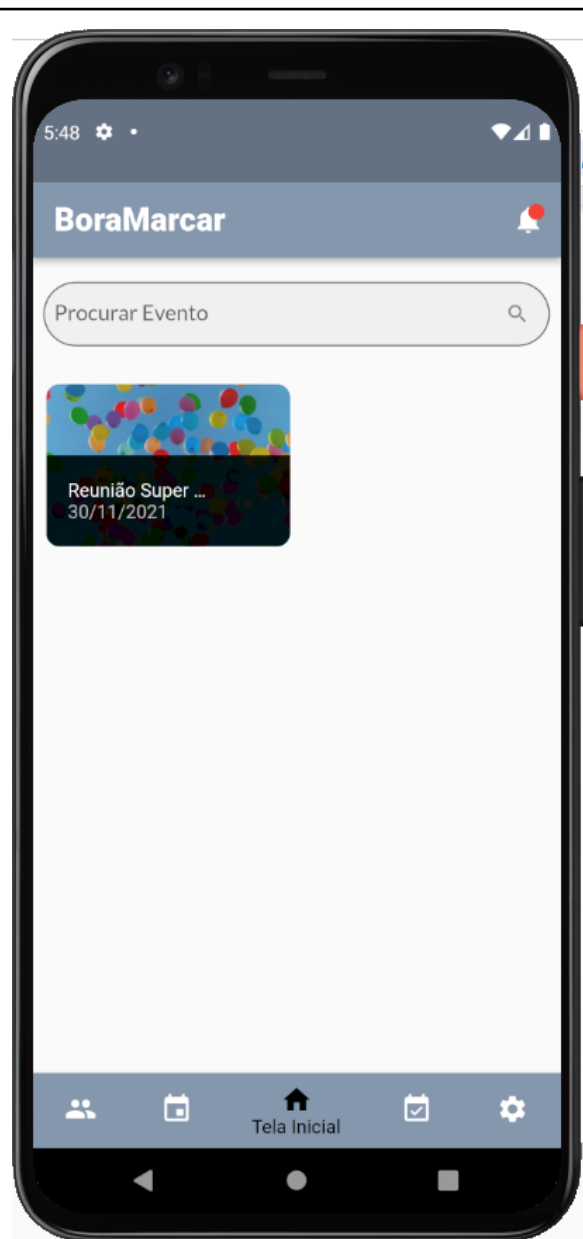 5:48
BoraMarcar
Procurar Evento
Reunião Super ...
30/11/2021
Tela Inicial